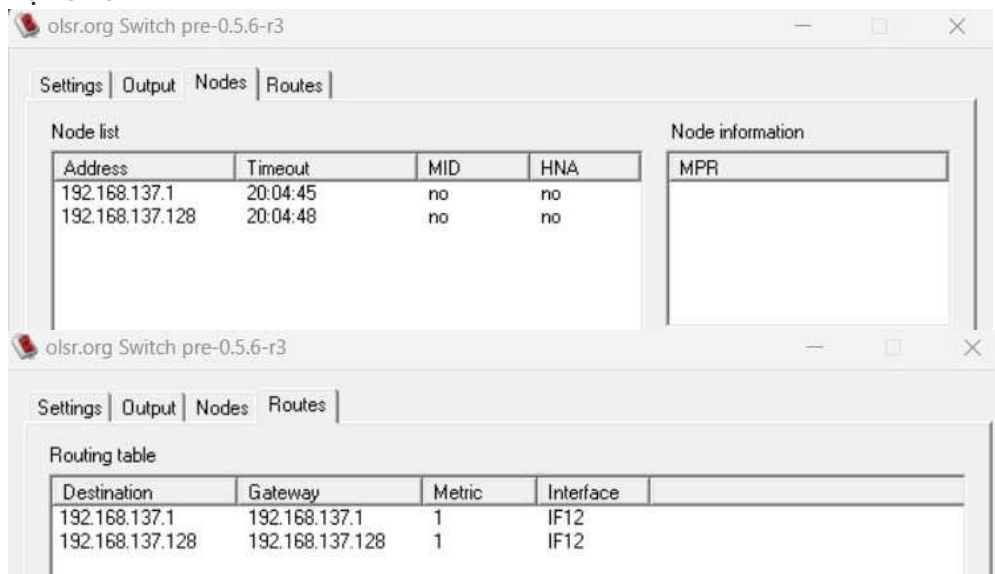 olsr.org Switch pre-0.5.6-r3
Settings Output Nodes Routes
Node list Node information
Address Timeout MID HNA MPR
192.168.137.1 20:04:45 no no
192.168.137.128 20:04:48 no no
olsr.org Switch pre-0.5.6-r3
Settings Output Nodes Routes
Routing table
Destination Gateway Metric Interface
192.168.137.1 192.168.137.1 1 IF12
192.168.137.128 192.168.137.128 1 IF12